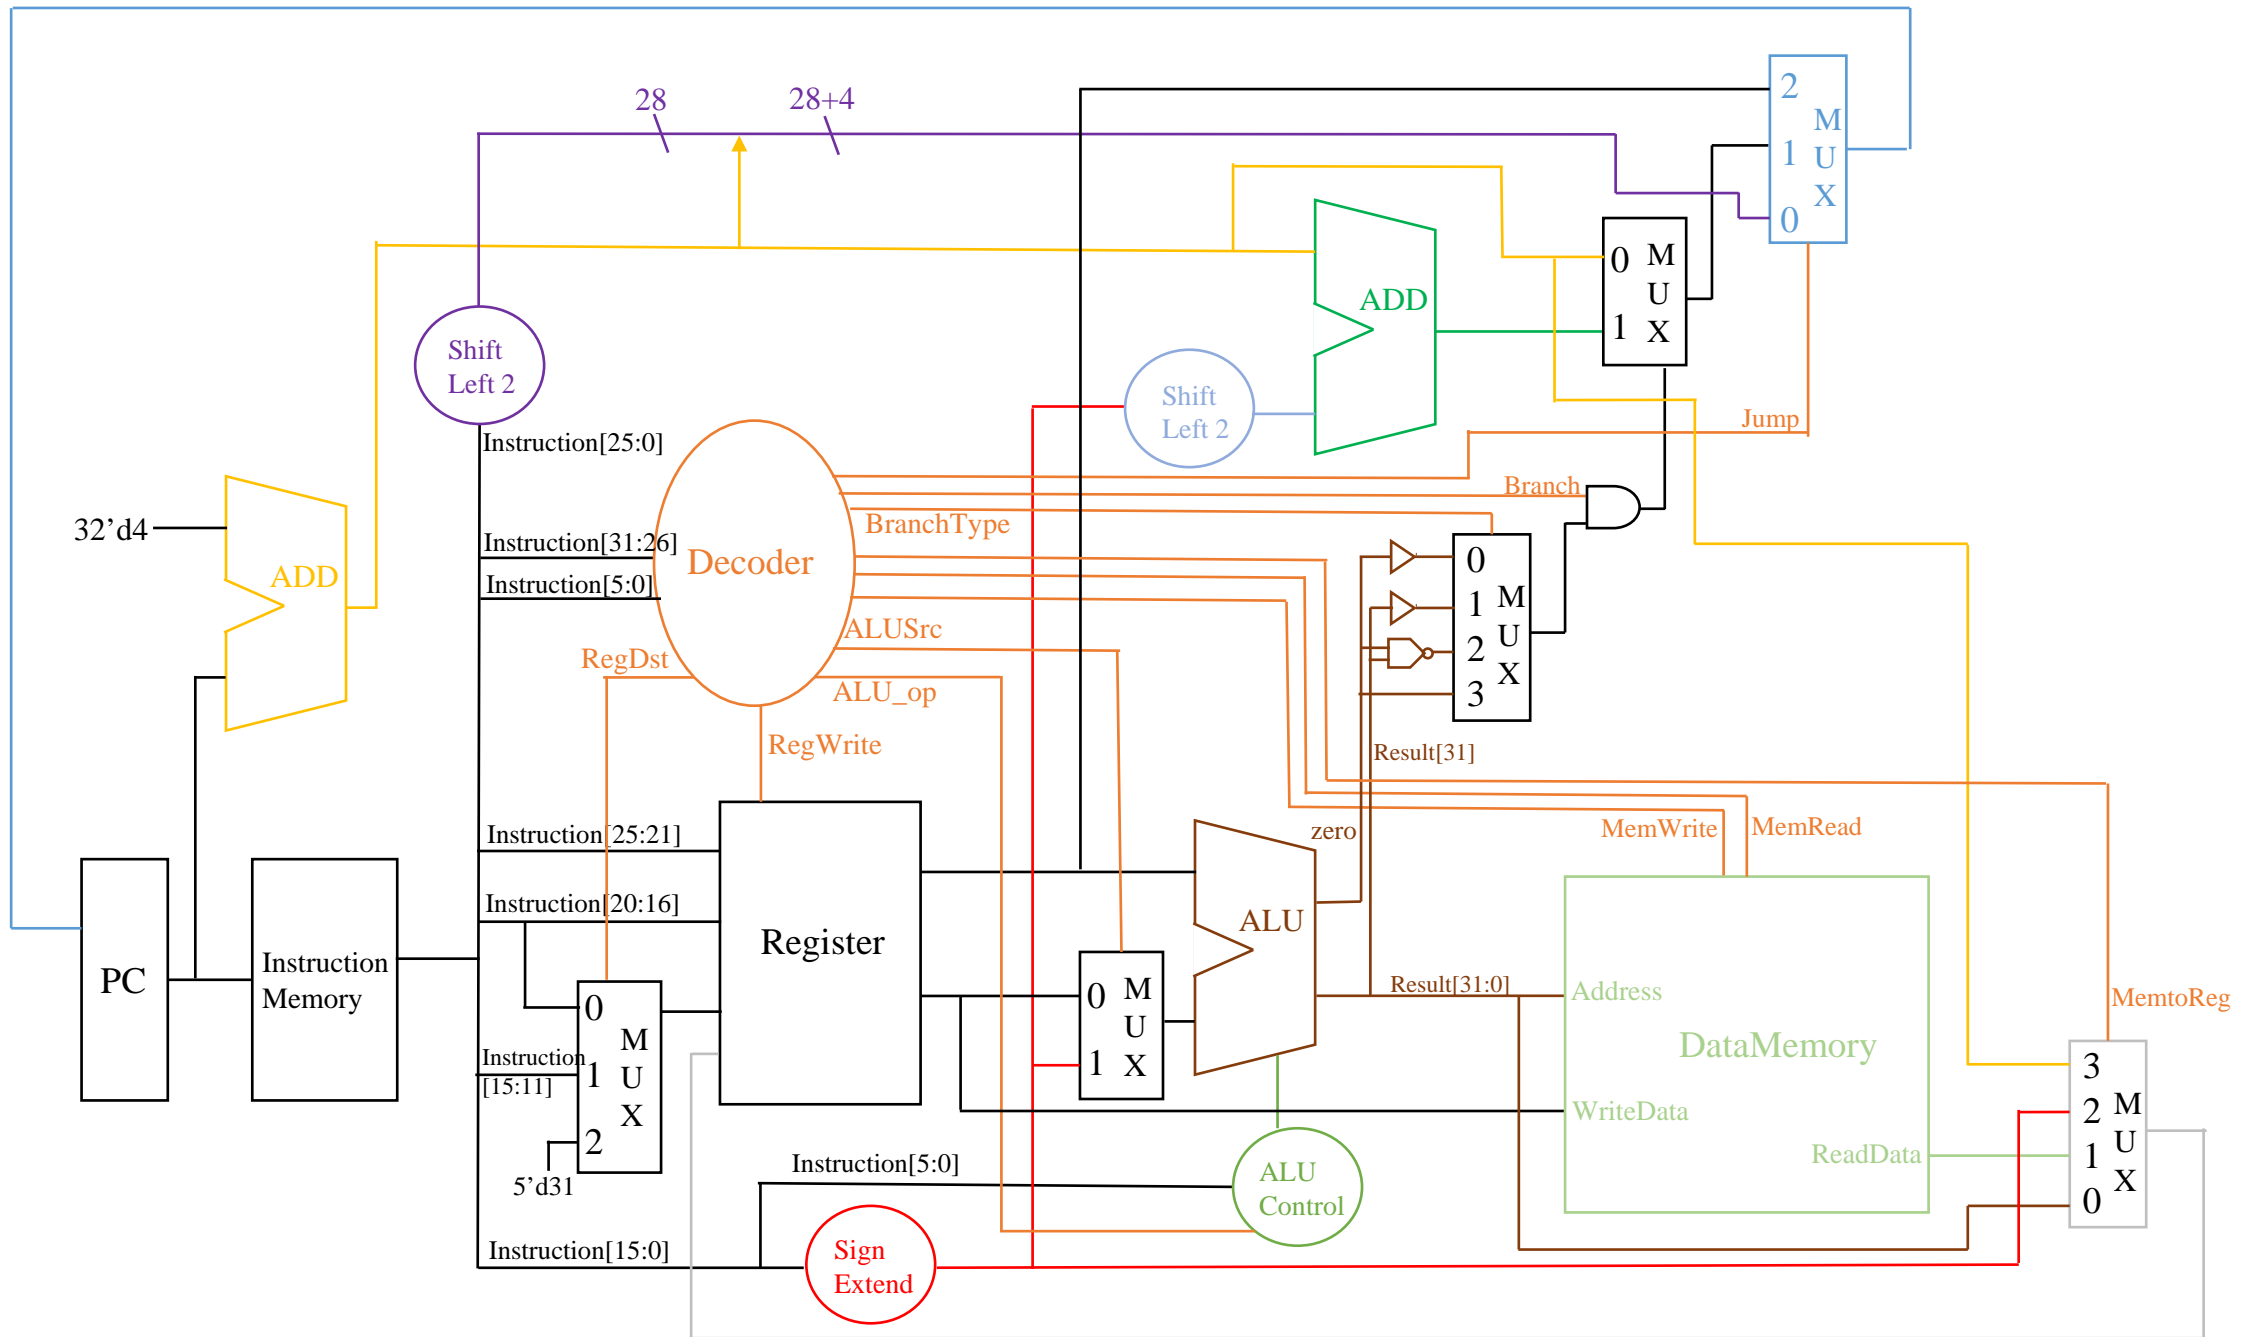 28
28+4
2
M
1
U
X
0
0
M
U
1
X
ADD
Shift
Left 2
Shift
Left 2
Jump
Instruction[25:0]
Branch
BranchType
32'd4
ADD
Instruction[31:26]
Decoder
Instruction[5:0]
0
1
M
2
U
X
3
ALUSrc
RegDst
ALU_op
RegWrite
Result[31]
zero
MemWrite
MemRead
Instruction[25:21]
Instruction[20:16]
Register
ALU
PC
Instruction
Memory
0
M
U
1
X
Result[31:0]
Address
DataMemory
MemtoReg
WriteData
ReadData
0
M
Instruction
[15:11]
1
U
X
2
5'd31
3
2
M
U
1
X
0
Instruction[5:0]
ALU
Control
Instruction[15:0]
Sign
Extend